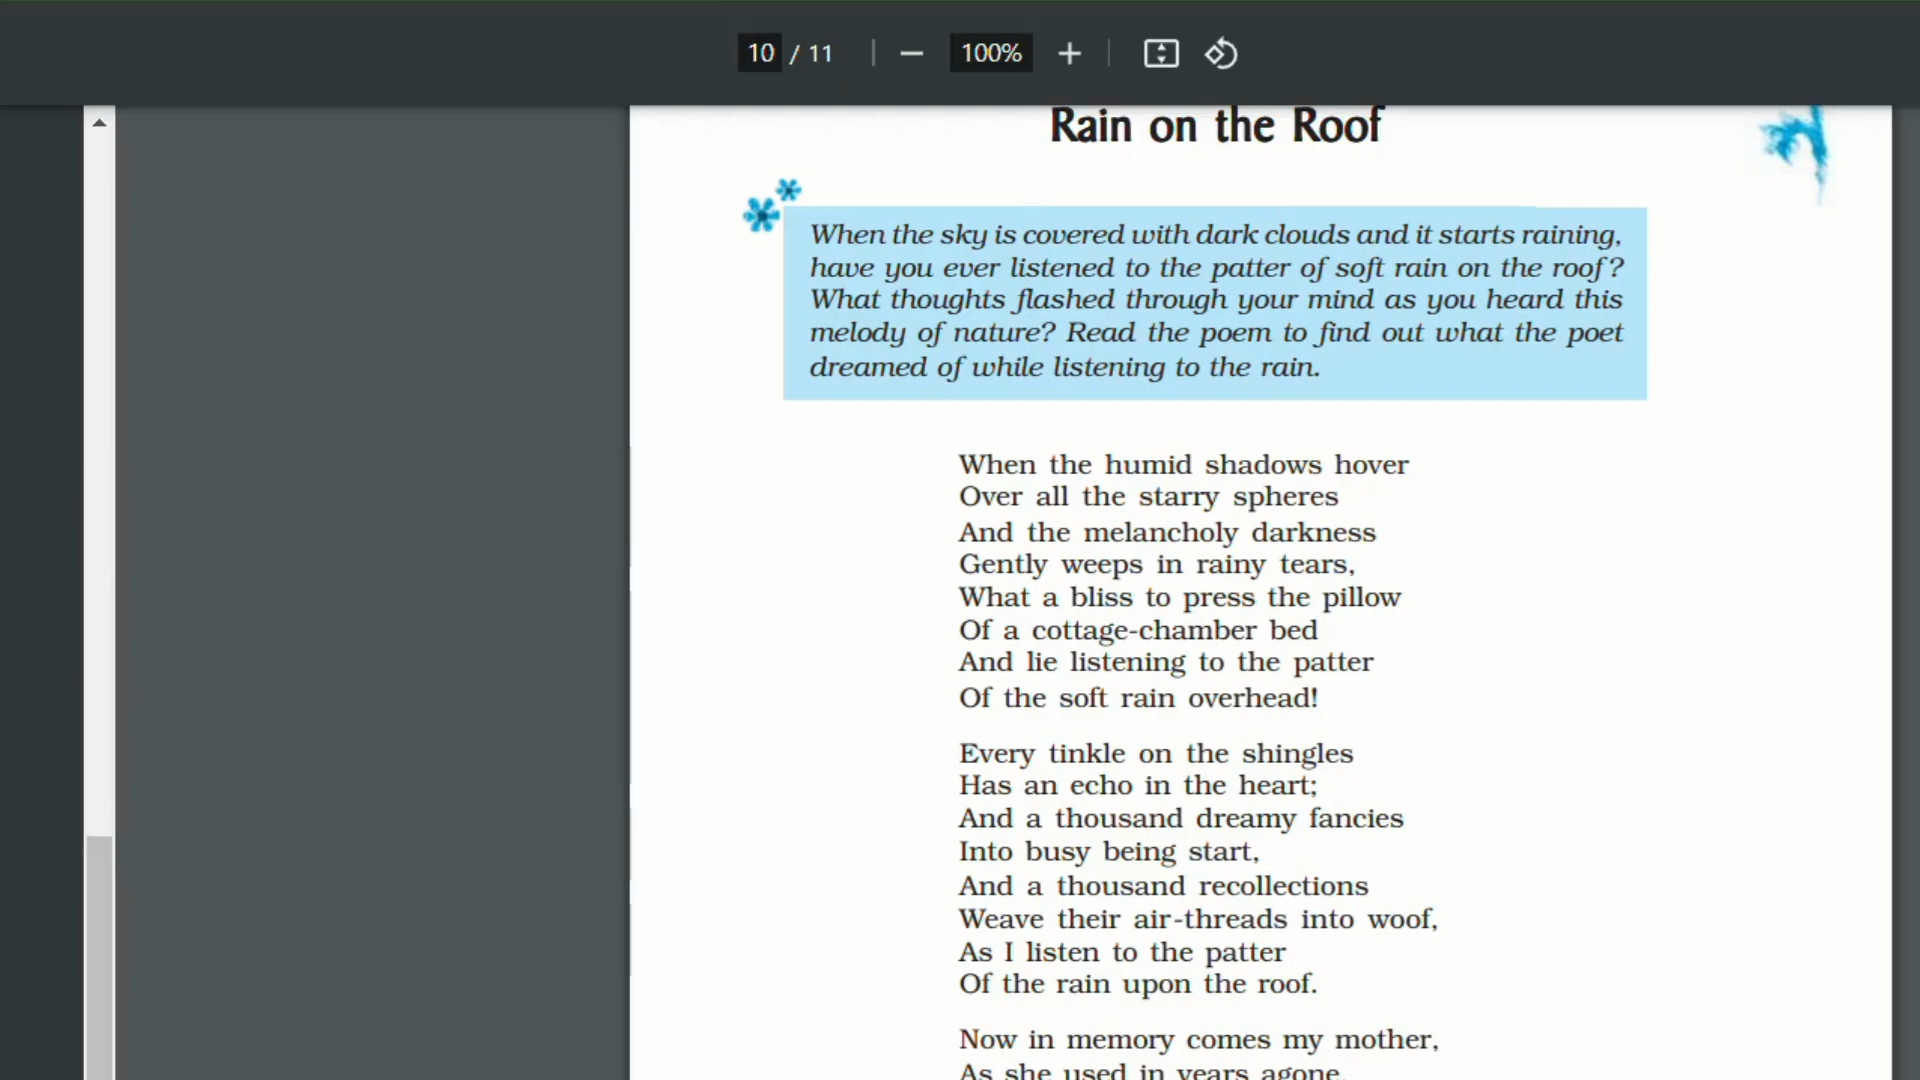 10 / 11
100%
Rain on the Roof
When the sky is covered with dark clouds and it starts raining,
have you ever listened to the patter of soft rain on the roof?
What thoughts flashed through your mind as you heard this
melody of nature? Read the poem to find out what the poet
dreamed of while listening to the rain.
When the humid shadows hover
Over all the starry spheres
And the melancholy darkness
Gently weeps in rainy tears,
What a bliss to press the pillow
Of a cottage-chamber bed
And lie listening to the patter
Of the soft rain overhead!
Every tinkle on the shingles
Has an echo in the heart;
And a thousand dreamy fancies
Into busy being start,
And a thousand recollections
Weave their air-threads into woof,
As I listen to the patter
Of the rain upon the roof.
Now in memory comes my mother,
As she used in years agone,